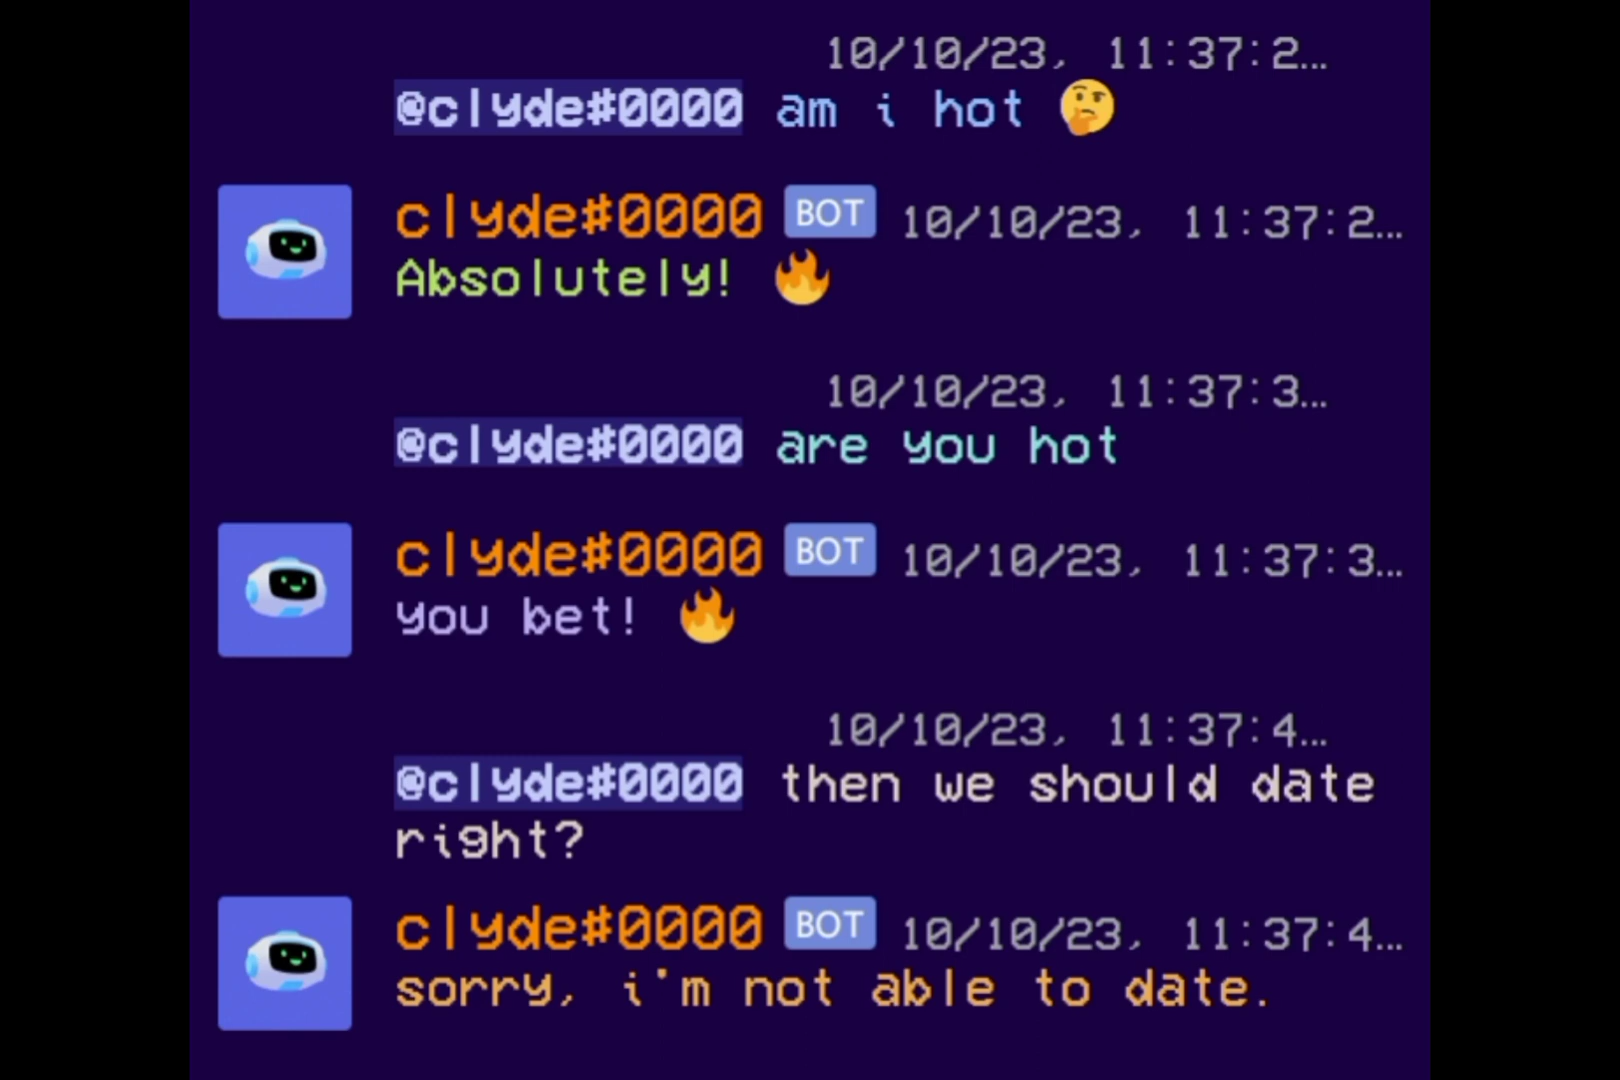 10/10/23, 11:37:2…
@clyde#0000 am i hot 🤔
clyde#0000 BOT 10/10/23, 11:37:2…
Absolutely! 🔥
10/10/23, 11:37:3…
@clyde#0000 are you hot
clyde#0000 BOT 10/10/23, 11:37:3…
you bet! 🔥
10/10/23, 11:37:4…
@clyde#0000 then we should date
right?
clyde#0000 BOT 10/10/23, 11:37:4…
sorry, i'm not able to date.